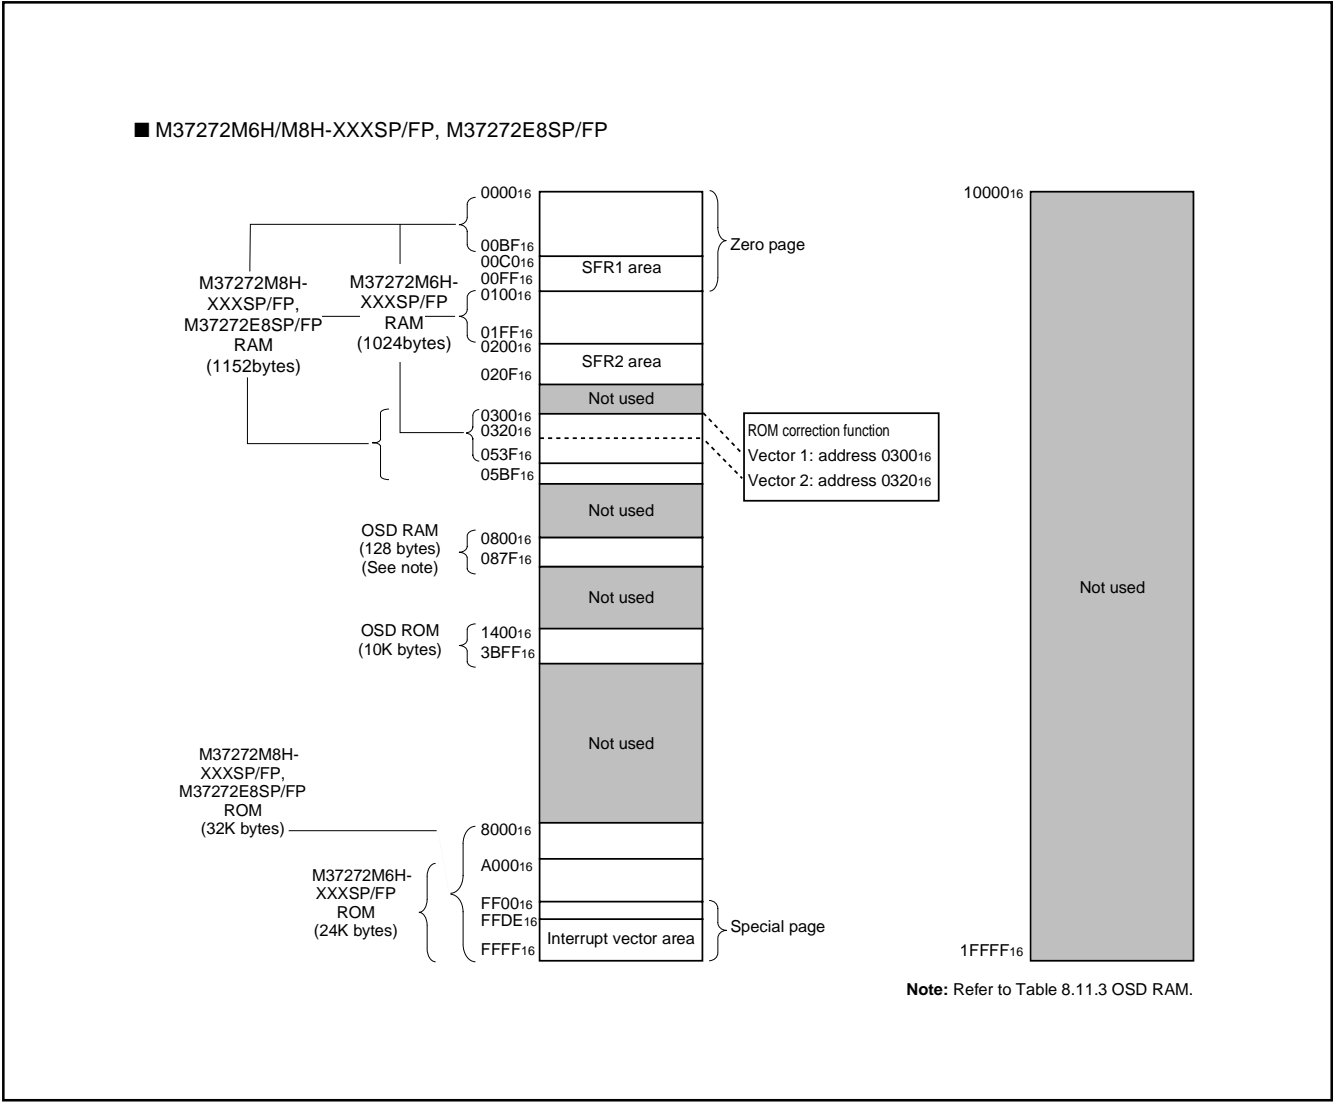 ■ M37272M6H/M8H-XXXSP/FP, M37272E8SP/FP
M37272M8H-
XXXSP/FP,
M37272E8SP/FP
RAM
(1152bytes)
M37272M6H-
XXXSP/FP
RAM
(1024bytes)
OSD RAM
(128 bytes)
(See note)
OSD ROM
(10K bytes)
M37272M8H-
XXXSP/FP,
M37272E8SP/FP
ROM
(32K bytes)
M37272M6H-
XXXSP/FP
ROM
(24K bytes)
000016
00BF16
00C016
00FF16
010016
01FF16
020016
020F16
030016
032016
053F16
05BF16
080016
087F16
140016
3BFF16
800016
A00016
FF0016
FFDE16
FFFF16
SFR1 area
SFR2 area
Not used
Not used
Not used
Not used
Interrupt vector area
Zero page
ROM correction function
Vector 1: address 030016
Vector 2: address 032016
Special page
1000016
Not used
1FFFF16
Note: Refer to Table 8.11.3 OSD RAM.